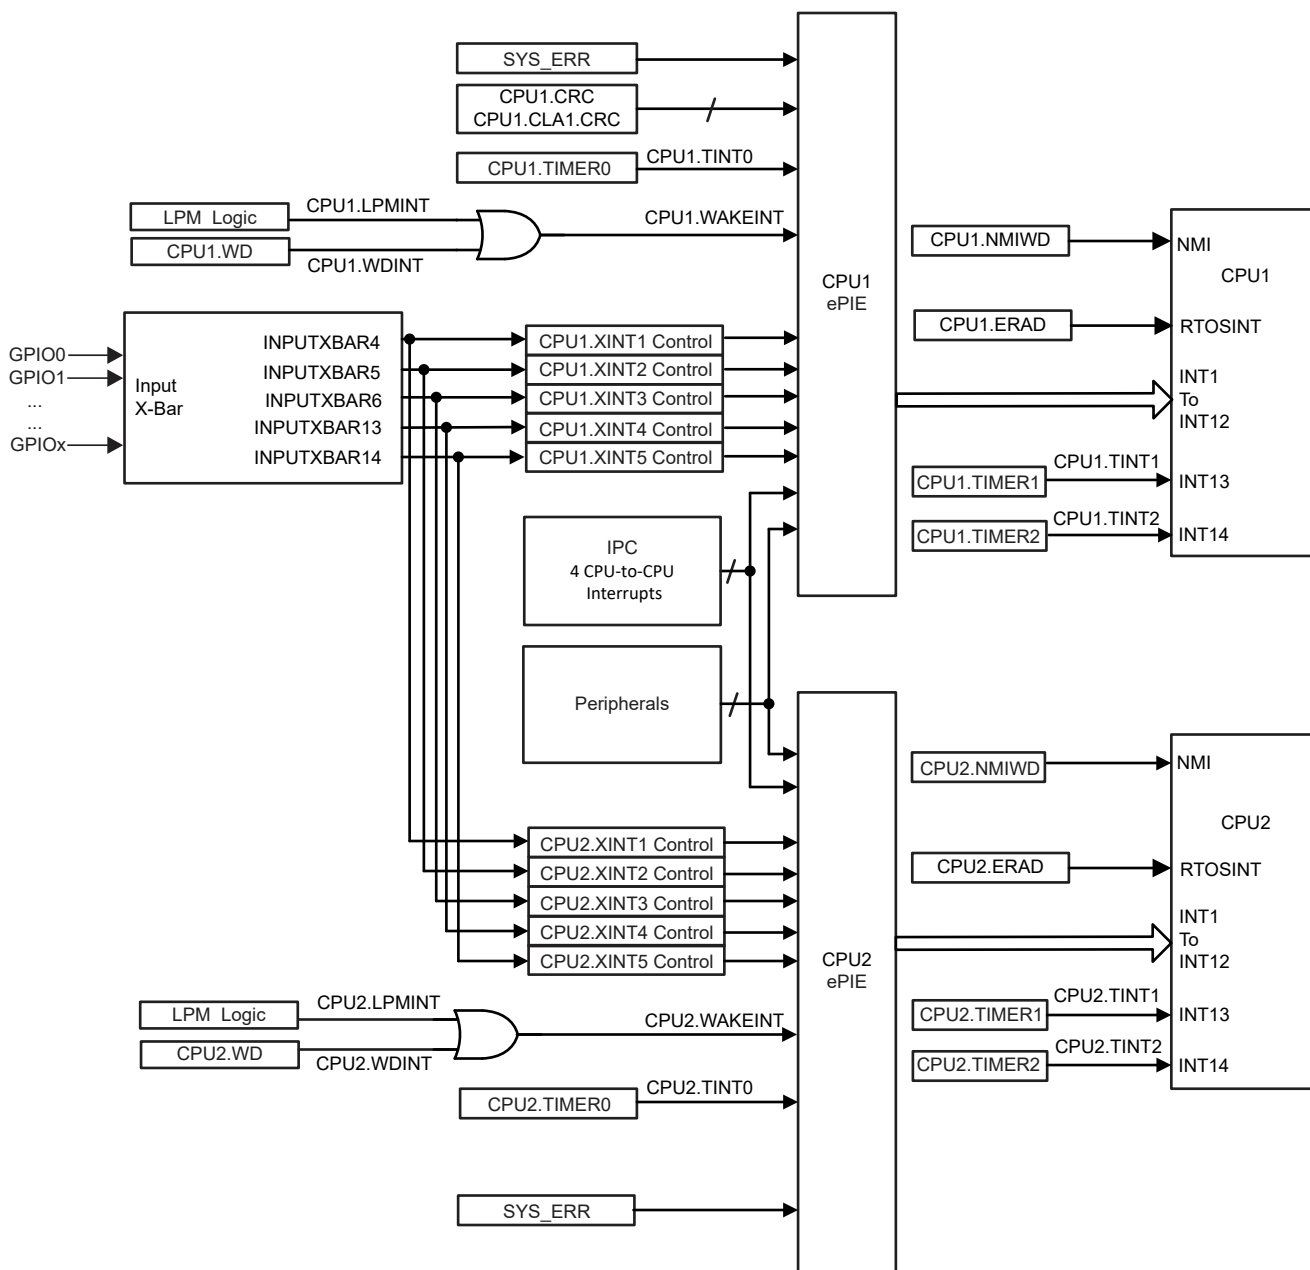 SYS_ERR
CPU1.CRC
CPU1.CLA1.CRC
CPU1.TIMER0
CPU1.TINT0
LPM Logic
CPU1.LPMINT
CPU1.WD
CPU1.WDINT
CPU1.WAKEINT
CPU1
ePIE
CPU1.NMIWD
NMI
CPU1
CPU1.ERAD
RTOSINT
INT1
To
INT12
CPU1.TIMER1
CPU1.TINT1
INT13
CPU1.TIMER2
CPU1.TINT2
INT14
GPIO0
GPIO1
...
...
GPIOx
Input
X-Bar
INPUTXBAR4
INPUTXBAR5
INPUTXBAR6
INPUTXBAR13
INPUTXBAR14
CPU1.XINT1 Control
CPU1.XINT2 Control
CPU1.XINT3 Control
CPU1.XINT4 Control
CPU1.XINT5 Control
IPC
4 CPU-to-CPU
Interrupts
Peripherals
CPU2.XINT1 Control
CPU2.XINT2 Control
CPU2.XINT3 Control
CPU2.XINT4 Control
CPU2.XINT5 Control
CPU2
ePIE
CPU2.NMIWD
NMI
CPU2
CPU2.ERAD
RTOSINT
INT1
To
INT12
CPU2.TIMER1
CPU2.TINT1
INT13
CPU2.TIMER2
CPU2.TINT2
INT14
LPM Logic
CPU2.LPMINT
CPU2.WD
CPU2.WDINT
CPU2.WAKEINT
CPU2.TIMER0
CPU2.TINT0
SYS_ERR